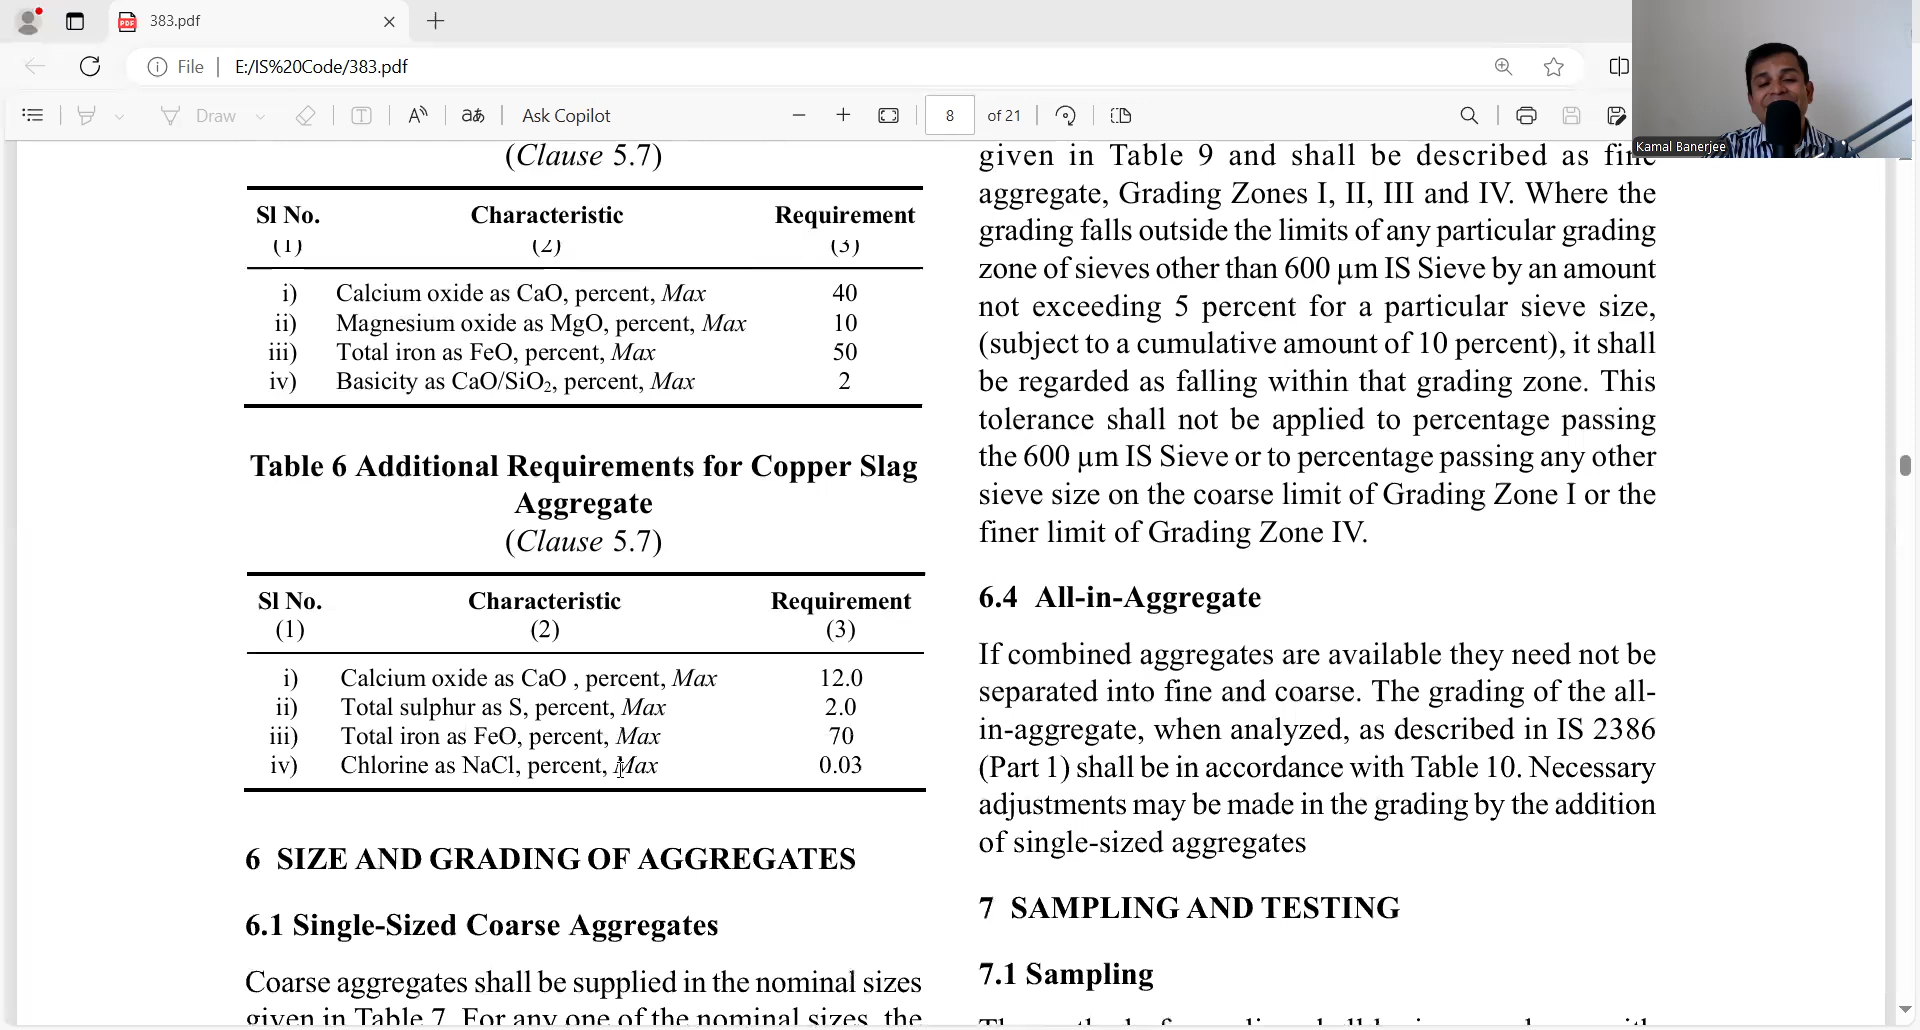 383.pdf
File
E:/IS%20Code/383.pdf
Draw
aあ
Ask Copilot
8 of 21
Kamal Banerjee
(Clause 5.7)
Sl No. Characteristic Requirement
(1) (2) (3)
i) Calcium oxide as CaO, percent, Max 40
ii) Magnesium oxide as MgO, percent, Max 10
iii) Total iron as FeO, percent, Max 50
iv) Basicity as CaO/SiO₂, percent, Max 2
Table 6 Additional Requirements for Copper Slag
Aggregate
(Clause 5.7)
Sl No. Characteristic Requirement
(1) (2) (3)
i) Calcium oxide as CaO , percent, Max 12.0
ii) Total sulphur as S, percent, Max 2.0
iii) Total iron as FeO, percent, Max 70
iv) Chlorine as NaCl, percent, Max 0.03
6 SIZE AND GRADING OF AGGREGATES
6.1 Single-Sized Coarse Aggregates
Coarse aggregates shall be supplied in the nominal sizes
given in Table 7. For any one of the nominal sizes, the
given in Table 9 and shall be described as fine
aggregate, Grading Zones I, II, III and IV. Where the
grading falls outside the limits of any particular grading
zone of sieves other than 600 µm IS Sieve by an amount
not exceeding 5 percent for a particular sieve size,
(subject to a cumulative amount of 10 percent), it shall
be regarded as falling within that grading zone. This
tolerance shall not be applied to percentage passing
the 600 µm IS Sieve or to percentage passing any other
sieve size on the coarse limit of Grading Zone I or the
finer limit of Grading Zone IV.
6.4 All-in-Aggregate
If combined aggregates are available they need not be
separated into fine and coarse. The grading of the all-
in-aggregate, when analyzed, as described in IS 2386
(Part 1) shall be in accordance with Table 10. Necessary
adjustments may be made in the grading by the addition
of single-sized aggregates
7 SAMPLING AND TESTING
7.1 Sampling